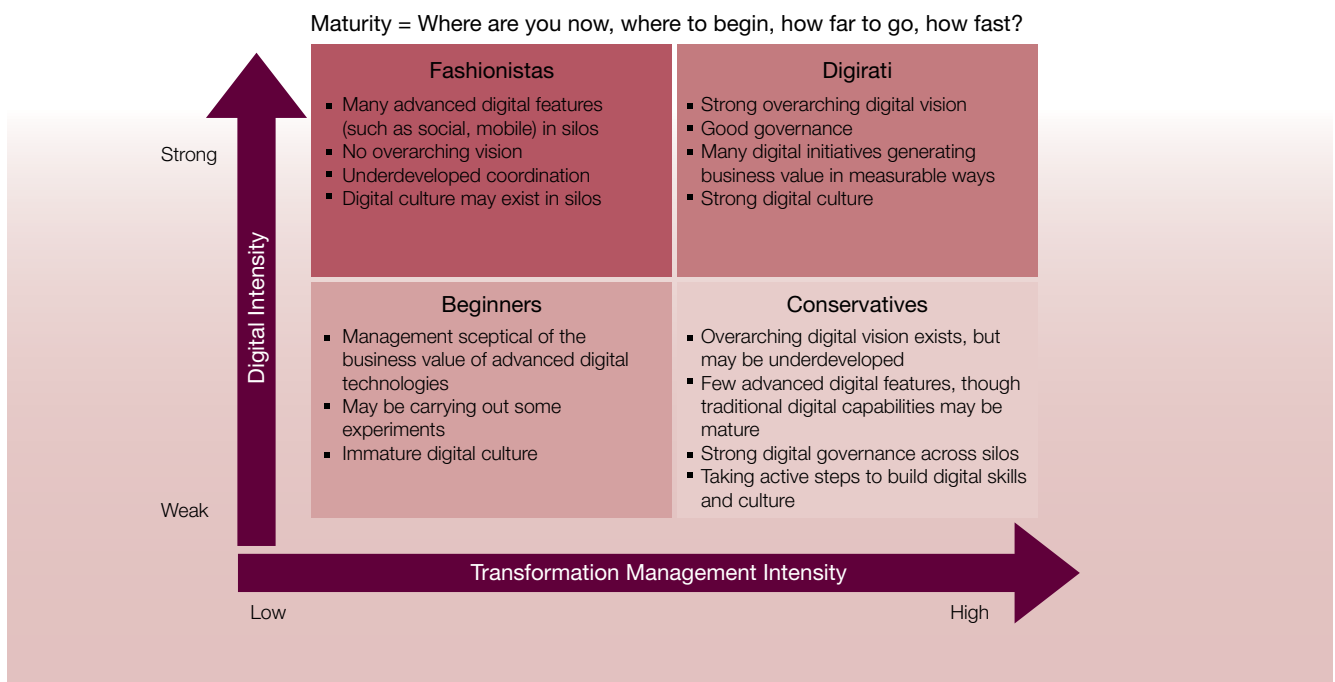 Maturity = Where are you now, where to begin, how far to go, how fast?
Fashionistas
▪ Many advanced digital features
(such as social, mobile) in silos
▪ No overarching vision
▪ Underdeveloped coordination
▪ Digital culture may exist in silos
Digirati
▪ Strong overarching digital vision
▪ Good governance
▪ Many digital initiatives generating
business value in measurable ways
▪ Strong digital culture
Strong
Digital Intensity
Beginners
▪ Management sceptical of the
business value of advanced digital
technologies
▪ May be carrying out some
experiments
▪ Immature digital culture
Conservatives
▪ Overarching digital vision exists, but
may be underdeveloped
▪ Few advanced digital features, though
traditional digital capabilities may be
mature
▪ Strong digital governance across silos
▪ Taking active steps to build digital skills
and culture
Weak
Transformation Management Intensity
Low
High